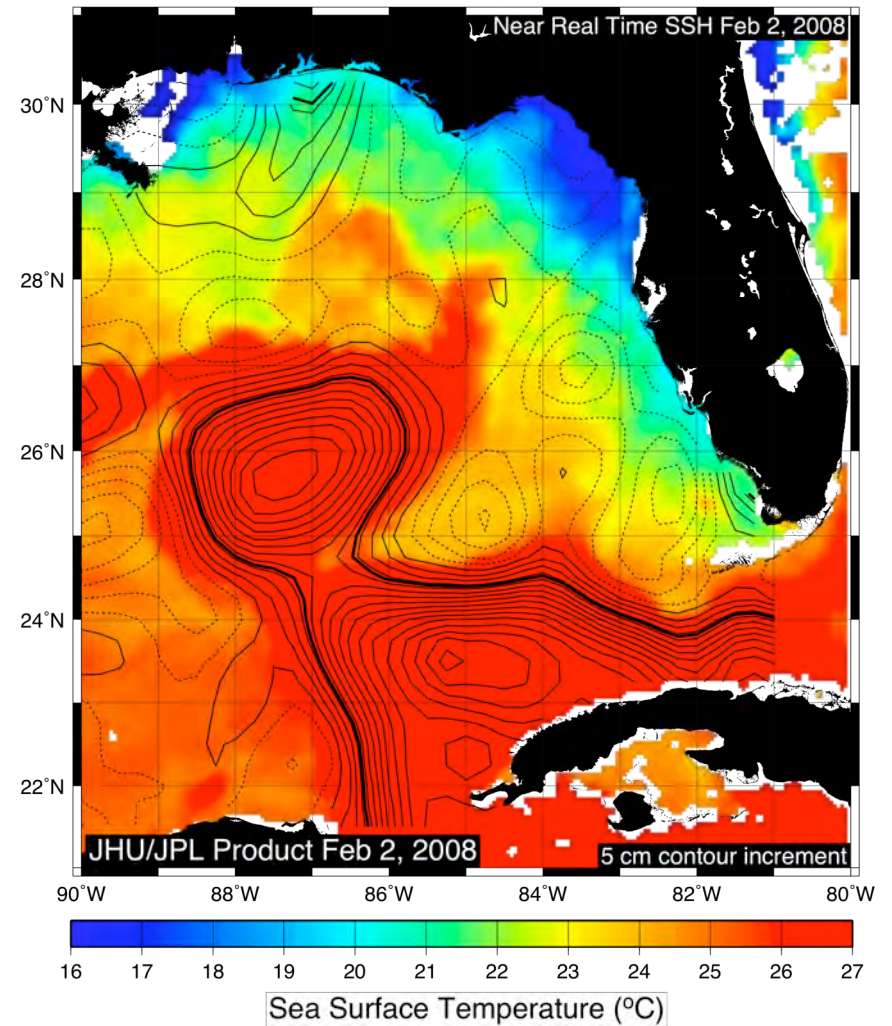 Near Real Time SSH Feb 2, 2008
30°N
28°N
26°N
24°N
22°N
JHU/JPL Product Feb 2, 2008
5 cm contour increment
90°W 88°W 86°W 84°W 82°W 80°W
16 17 18 19 20 21 22 23 24 25 26 27
Sea Surface Temperature (ºC)